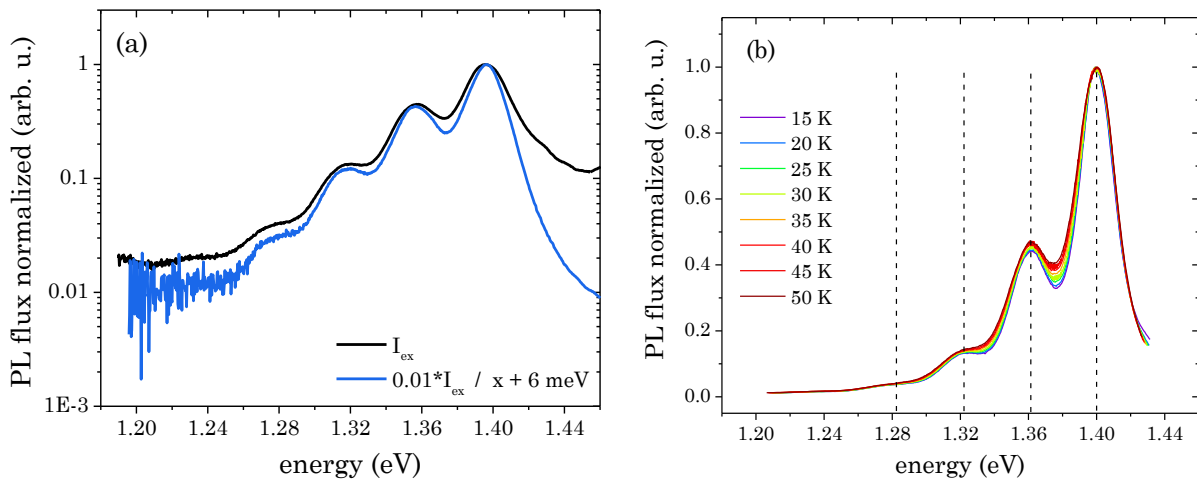 (a)
PL flux normalized (arb. u.)
1
0.1
0.01
1E-3
I_ex
0.01*I_ex / x + 6 meV
1.20 1.24 1.28 1.32 1.36 1.40 1.44
energy (eV)
(b)
PL flux normalized (arb. u.)
1.0
0.8
0.6
0.4
0.2
0.0
15 K
20 K
25 K
30 K
35 K
40 K
45 K
50 K
1.20 1.24 1.28 1.32 1.36 1.40 1.44
energy (eV)